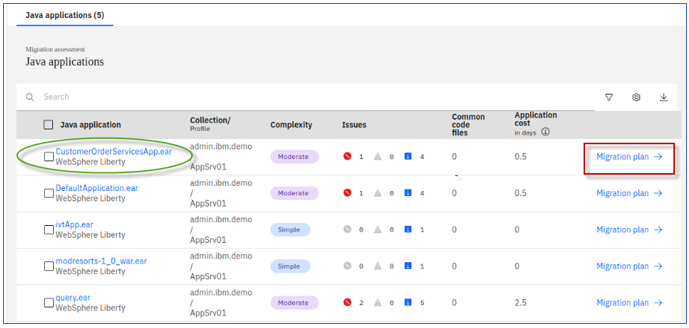 Java applications (5)
Migration assessment
Java applications
Search
Java application Collection/ Profile Complexity Issues Common code files Application cost in days
CustomerOrderServicesApp.ear WebSphere Liberty admin.ibm.demo / AppSrv01 Moderate 1 0 4 0 0.5 Migration plan →
DefaultApplication.ear WebSphere Liberty admin.ibm.demo / AppSrv01 Moderate 1 0 4 0 0.5 Migration plan →
ivtApp.ear WebSphere Liberty admin.ibm.demo / AppSrv01 Simple 0 0 1 0 0 Migration plan →
modresorts-1_0_war.ear WebSphere Liberty admin.ibm.demo / AppSrv01 Simple 0 0 1 0 0 Migration plan →
query.ear WebSphere Liberty admin.ibm.demo / AppSrv01 Moderate 2 0 5 0 2.5 Migration plan →